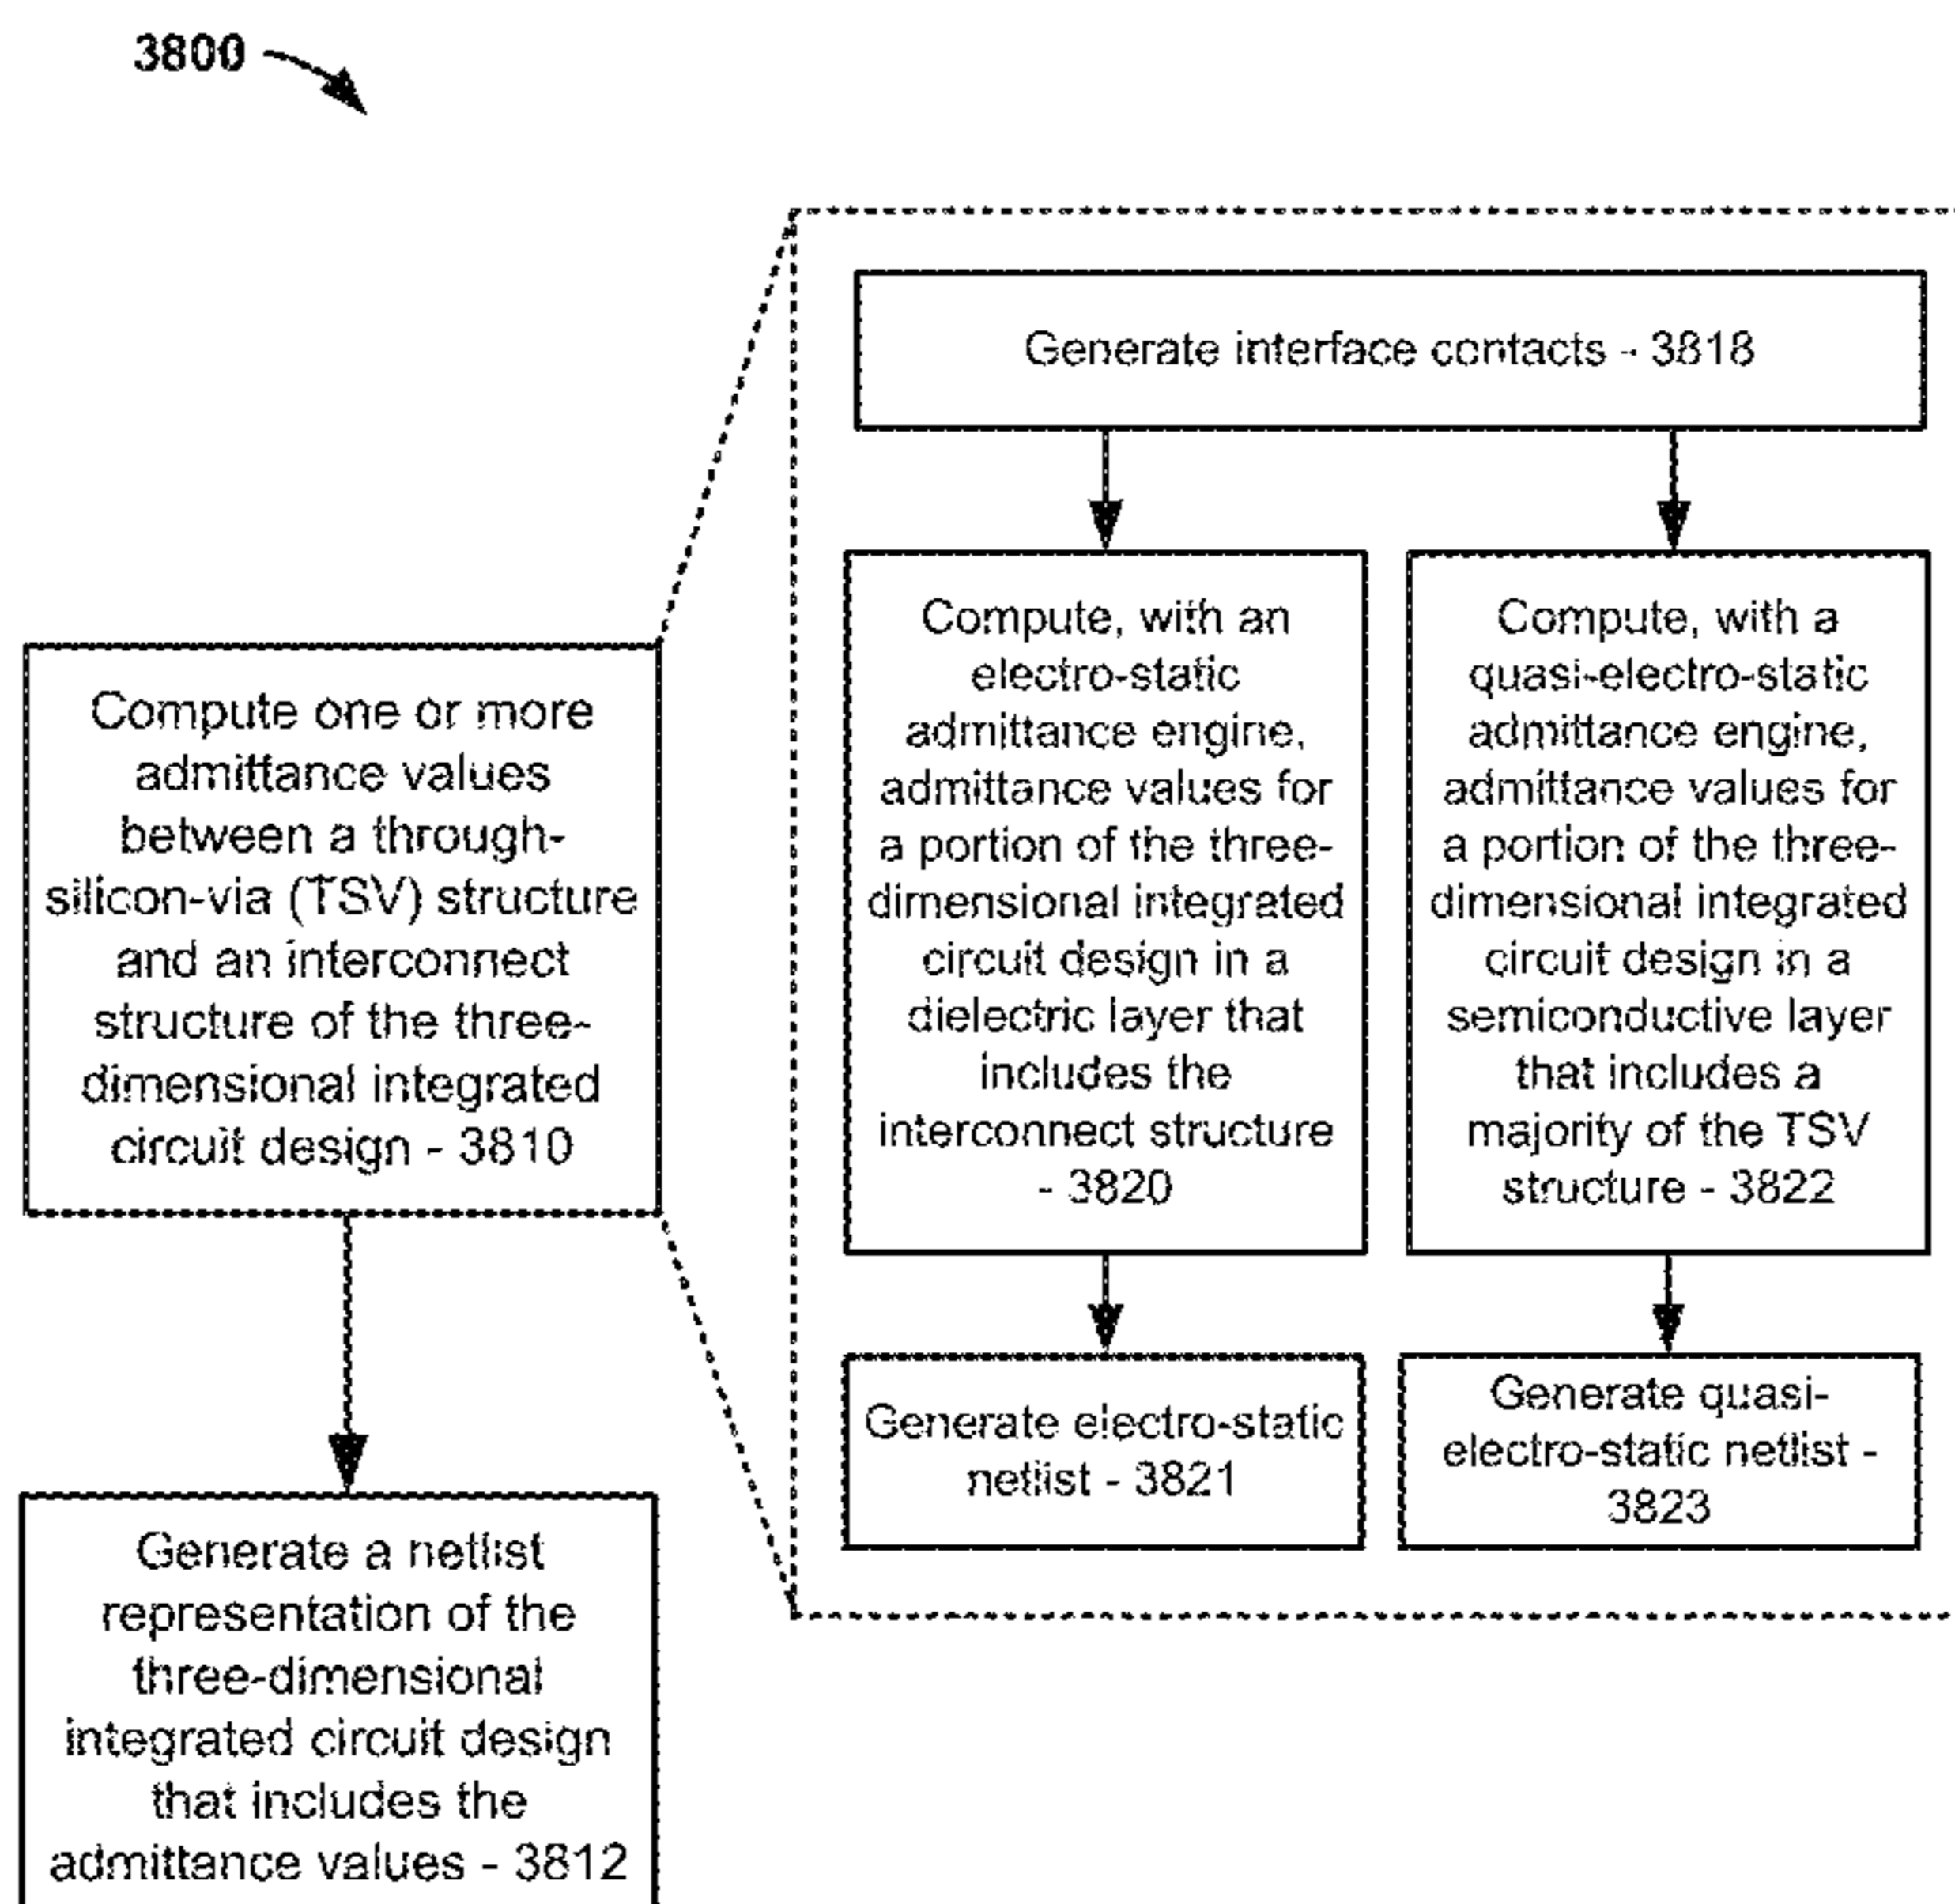 3800
Generate interface contacts - 3818
Compute, with an
electro-static
admittance engine,
admittance values for
a portion of the three-
dimensional integrated
circuit design in a
dielectric layer that
includes the
interconnect structure
- 3820
Compute, with a
quasi-electro-static
admittance engine,
admittance values for
a portion of the three-
dimensional integrated
circuit design in a
semiconductive layer
that includes a
majority of the TSV
structure - 3822
Compute one or more
admittance values
between a through-
silicon-via (TSV) structure
and an interconnect
structure of the three-
dimensional integrated
circuit design - 3810
Generate electro-static
netlist - 3821
Generate quasi-
electro-static netlist -
3823
Generate a netlist
representation of the
three-dimensional
integrated circuit design
that includes the
admittance values - 3812